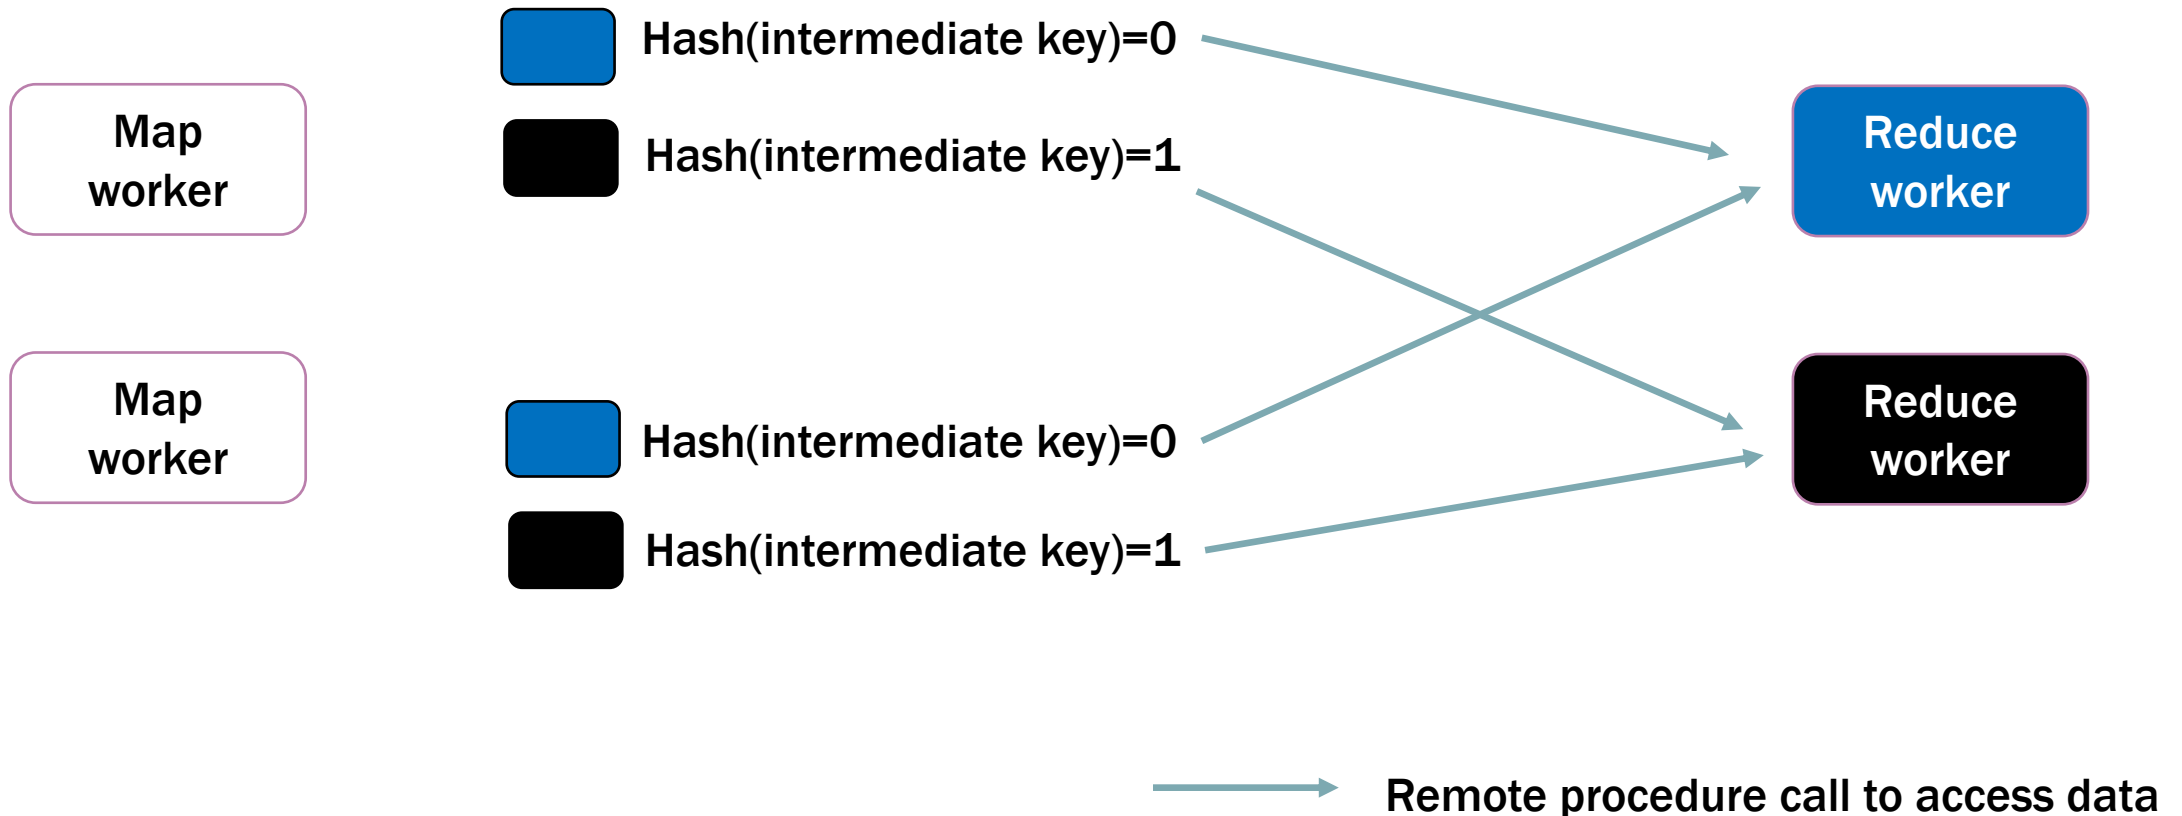 Hash(intermediate key)=0
Map
worker
Hash(intermediate key)=1
Reduce
worker
Map
worker
Hash(intermediate key)=0
Hash(intermediate key)=1
Reduce
worker
Remote procedure call to access data